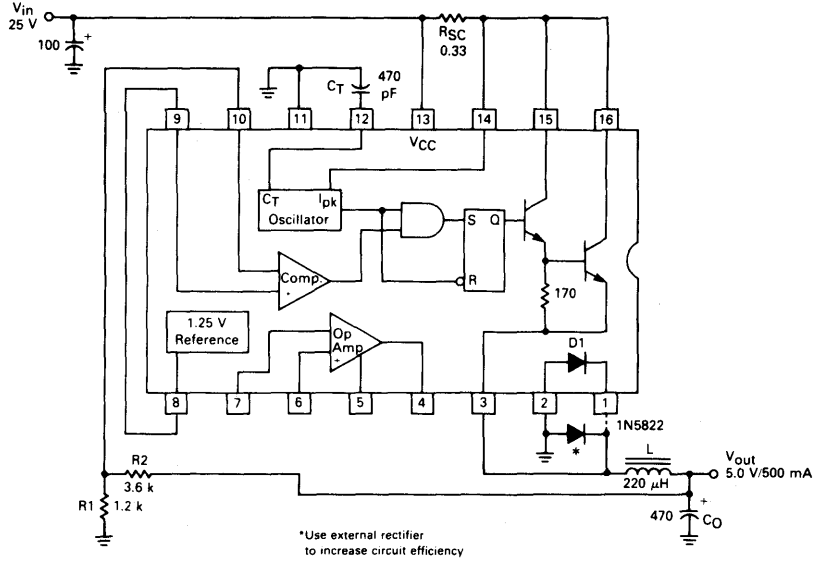 Vin
25 V
100
+
RSC
0.33
CT
470
pF
9
10
11
12
13
14
15
16
VCC
CT
Ipk
Oscillator
S
Q
R
Comp.
+
170
1.25 V
Reference
Op
Amp
+
D1
8
7
6
5
4
3
2
1
1N5822
*
L
220 μH
Vout
5.0 V/500 mA
R2
3.6 k
R1
1.2 k
+
470
CO
*Use external rectifier
to increase circuit efficiency